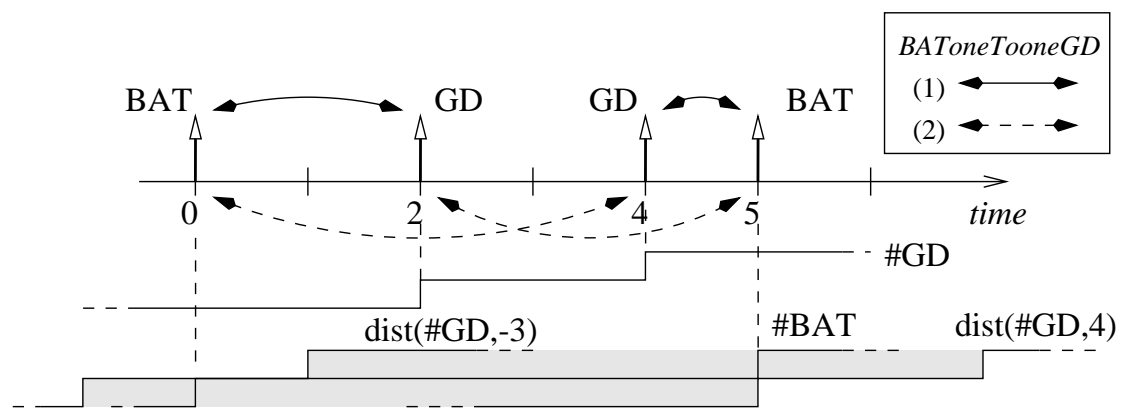 BAToneTooneGD
(1)
(2)
BAT GD GD BAT
0 2 4 5 time
#GD
dist(#GD,-3) #BAT dist(#GD,4)